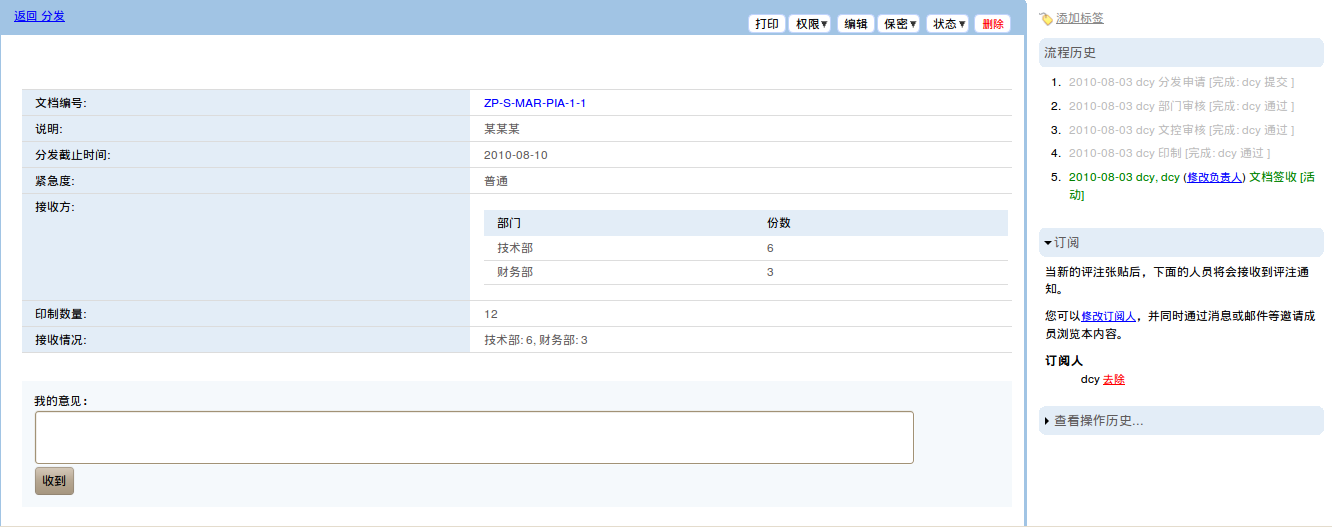 返回 分发
打印 权限▼ 编辑 保密▼ 状态▼ 删除
文档编号: ZP-S-MAR-PIA-1-1
说明: 某某某
分发截止时间: 2010-08-10
紧急度: 普通
接收方:
部门 份数
技术部 6
财务部 3
印制数量: 12
接收情况: 技术部: 6, 财务部: 3
我的意见：
收到
添加标签
流程历史
1. 2010-08-03 dcy 分发申请 [完成: dcy 提交 ]
2. 2010-08-03 dcy 部门审核 [完成: dcy 通过 ]
3. 2010-08-03 dcy 文控审核 [完成: dcy 通过 ]
4. 2010-08-03 dcy 印制 [完成: dcy 通过 ]
5. 2010-08-03 dcy, dcy (修改负责人) 文档签收 [活
动]
订阅
当新的评注张贴后，下面的人员将会接收到评注通
知。
您可以修改订阅人，并同时通过消息或邮件等邀请成
员浏览本内容。
订阅人
dcy 去除
查看操作历史...